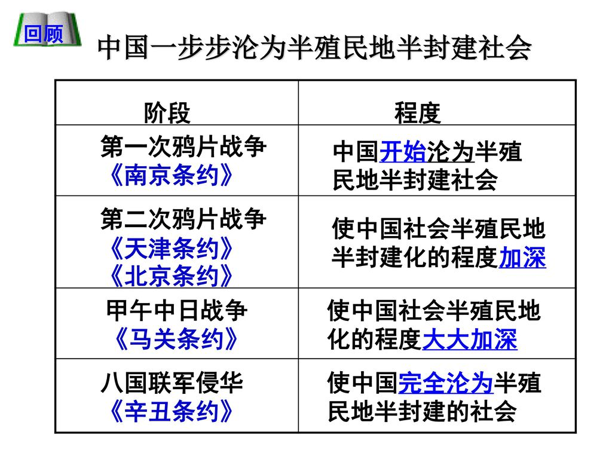 回顾
中国一步步沦为半殖民地半封建社会
阶段
程度
第一次鸦片战争
《南京条约》
中国开始沦为半殖
民地半封建社会
第二次鸦片战争
《天津条约》
《北京条约》
使中国社会半殖民地
半封建化的程度加深
甲午中日战争
《马关条约》
使中国社会半殖民地
化的程度大大加深
八国联军侵华
《辛丑条约》
使中国完全沦为半殖
民地半封建的社会